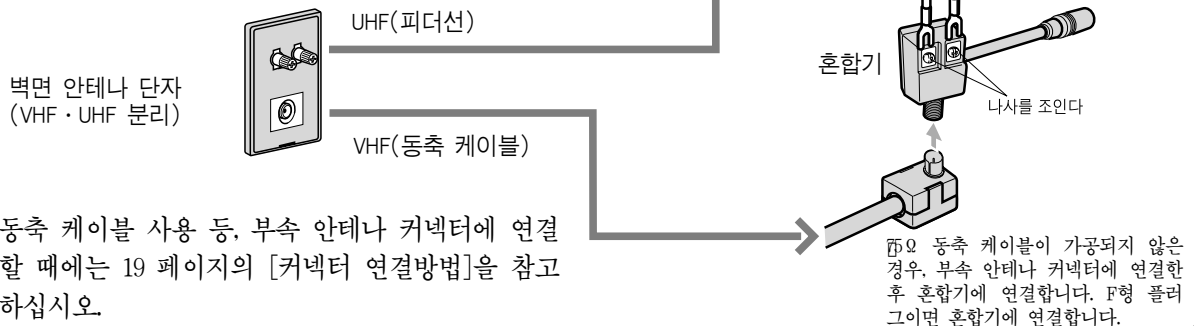 UHF(피더선)
혼합기
벽면 안테나 단자
(VHF·UHF 분리)
나사를 조인다
VHF(동축 케이블)
동축 케이블 사용 등, 부속 안테나 커넥터에 연결
할 때에는 19 페이지의 [커넥터 연결방법]을 참고
하십시오.
75Ω 동축 케이블이 가공되지 않은
경우, 부속 안테나 커넥터에 연결한
후 혼합기에 연결합니다. F형 플러
그이면 혼합기에 연결합니다.